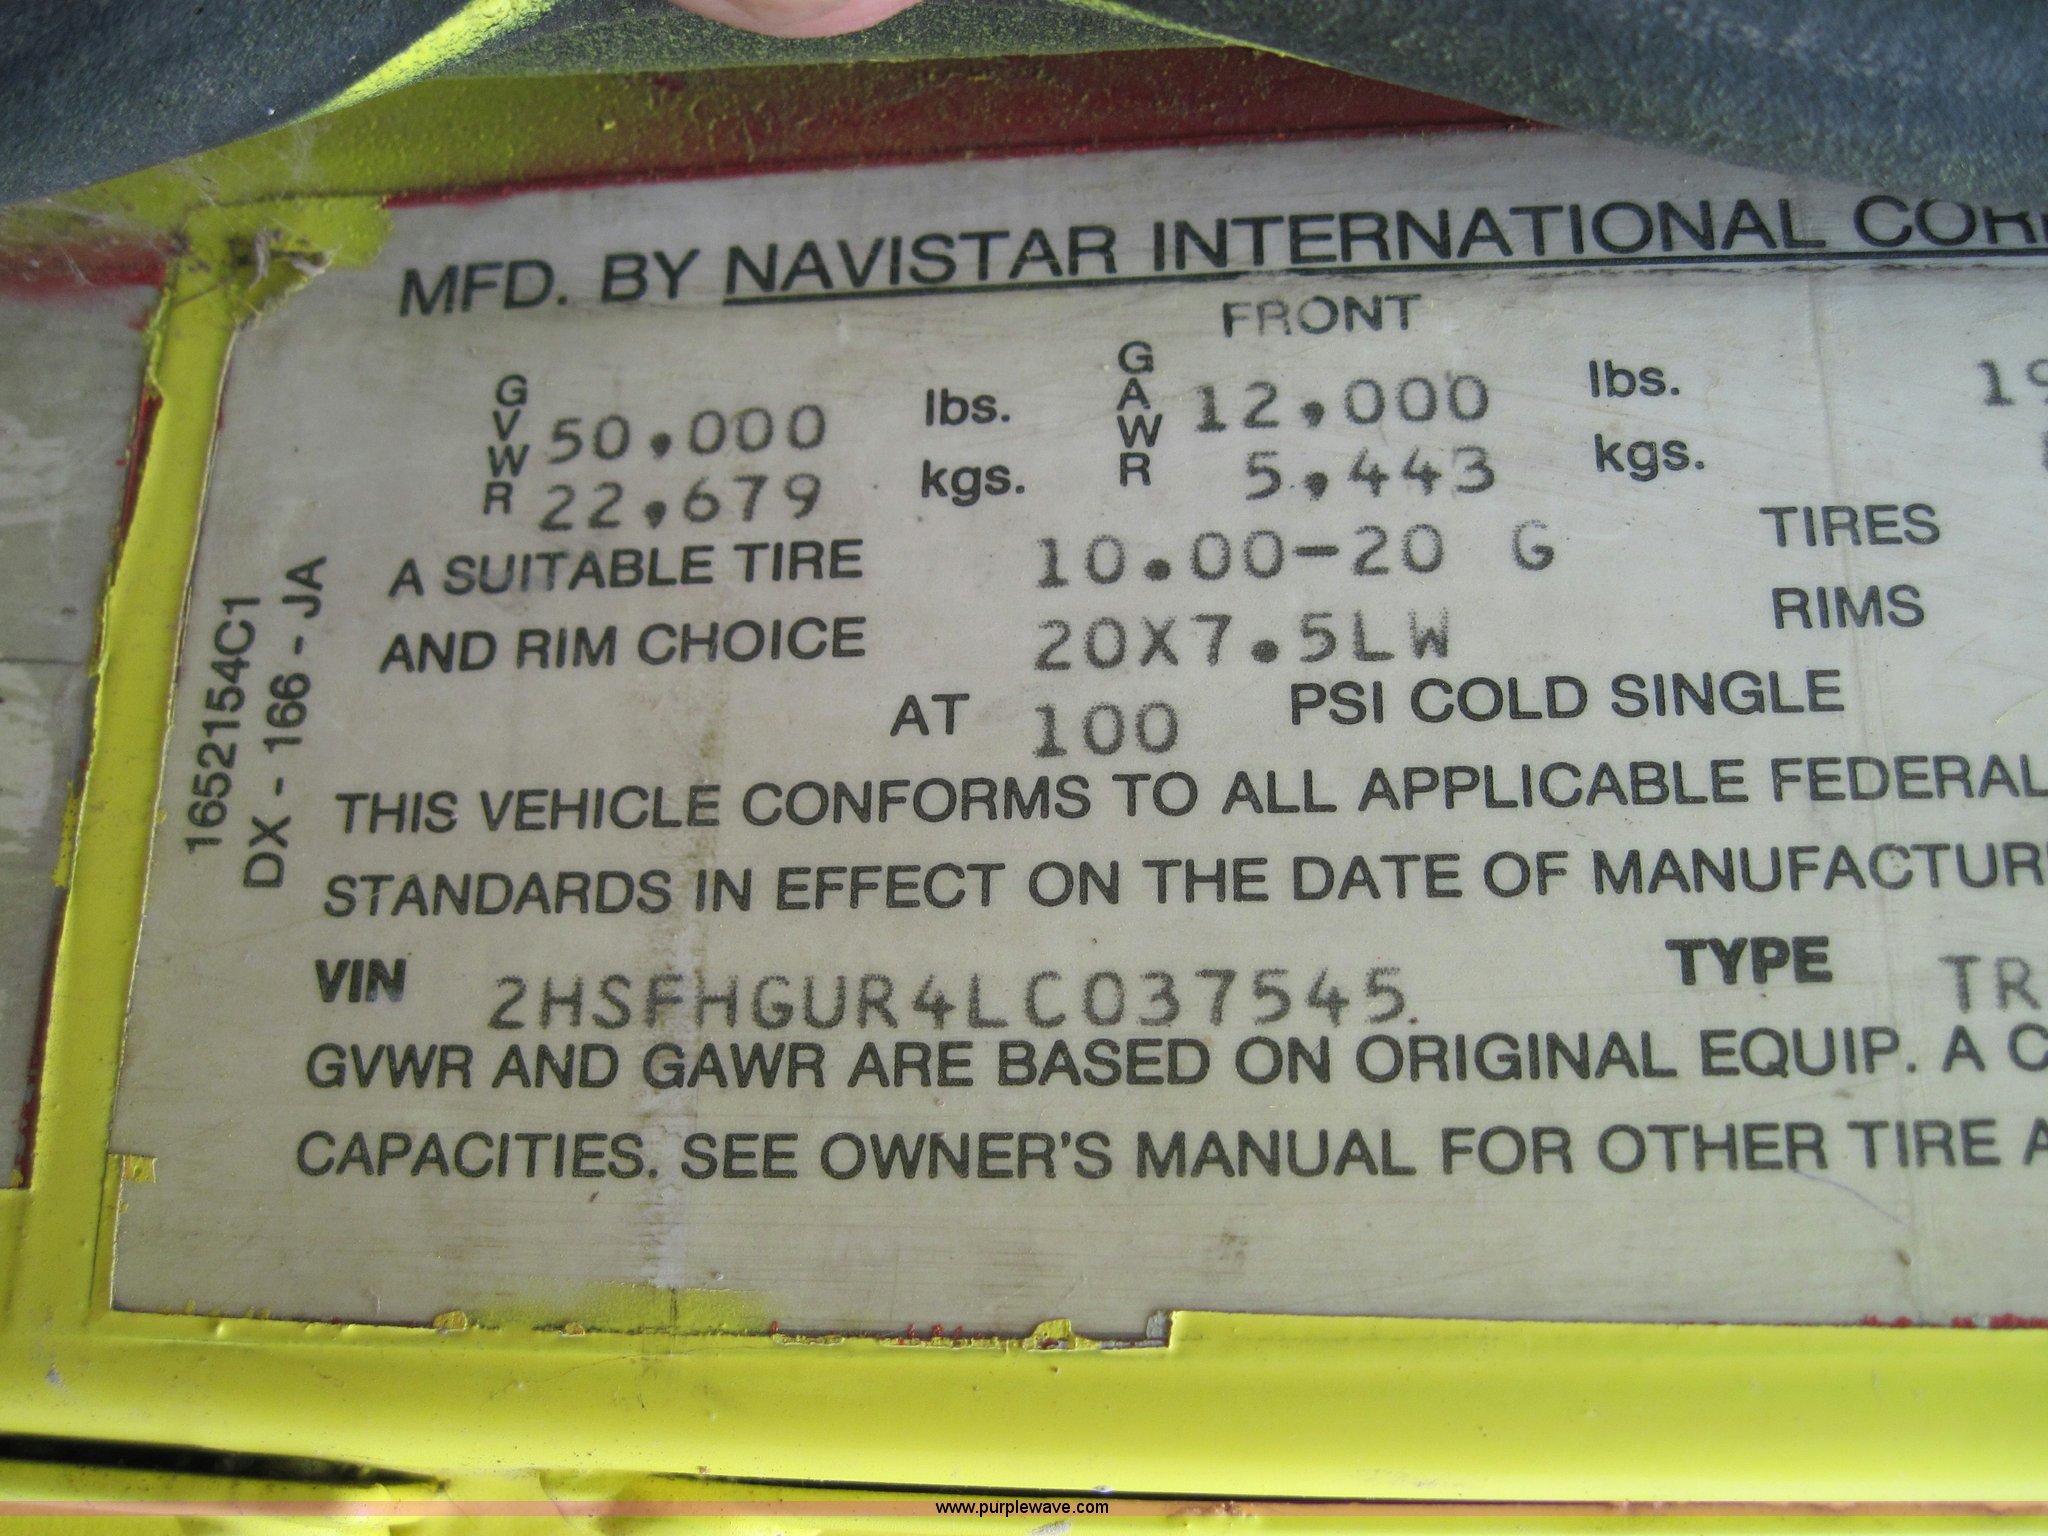 MFD. BY NAVISTAR INTERNATIONAL
FRONT
GVWR 50,000 lbs. GAWR 12,000 lbs.
22,679 kgs. 5,443 kgs.
A SUITABLE TIRE 10.00-20 G TIRES
AND RIM CHOICE 20X7.5LW RIMS
AT 100 PSI COLD SINGLE
THIS VEHICLE CONFORMS TO ALL APPLICABLE FEDERAL
STANDARDS IN EFFECT ON THE DATE OF
VIN 2HSFHGUR4LC037545 TYPE
GVWR AND GAWR ARE BASED ON ORIGINAL EQUIP. A
CAPACITIES. SEE OWNER'S MANUAL FOR OTHER TIRE
1652154C1
DX - 166 - JA
www.purplewave.com